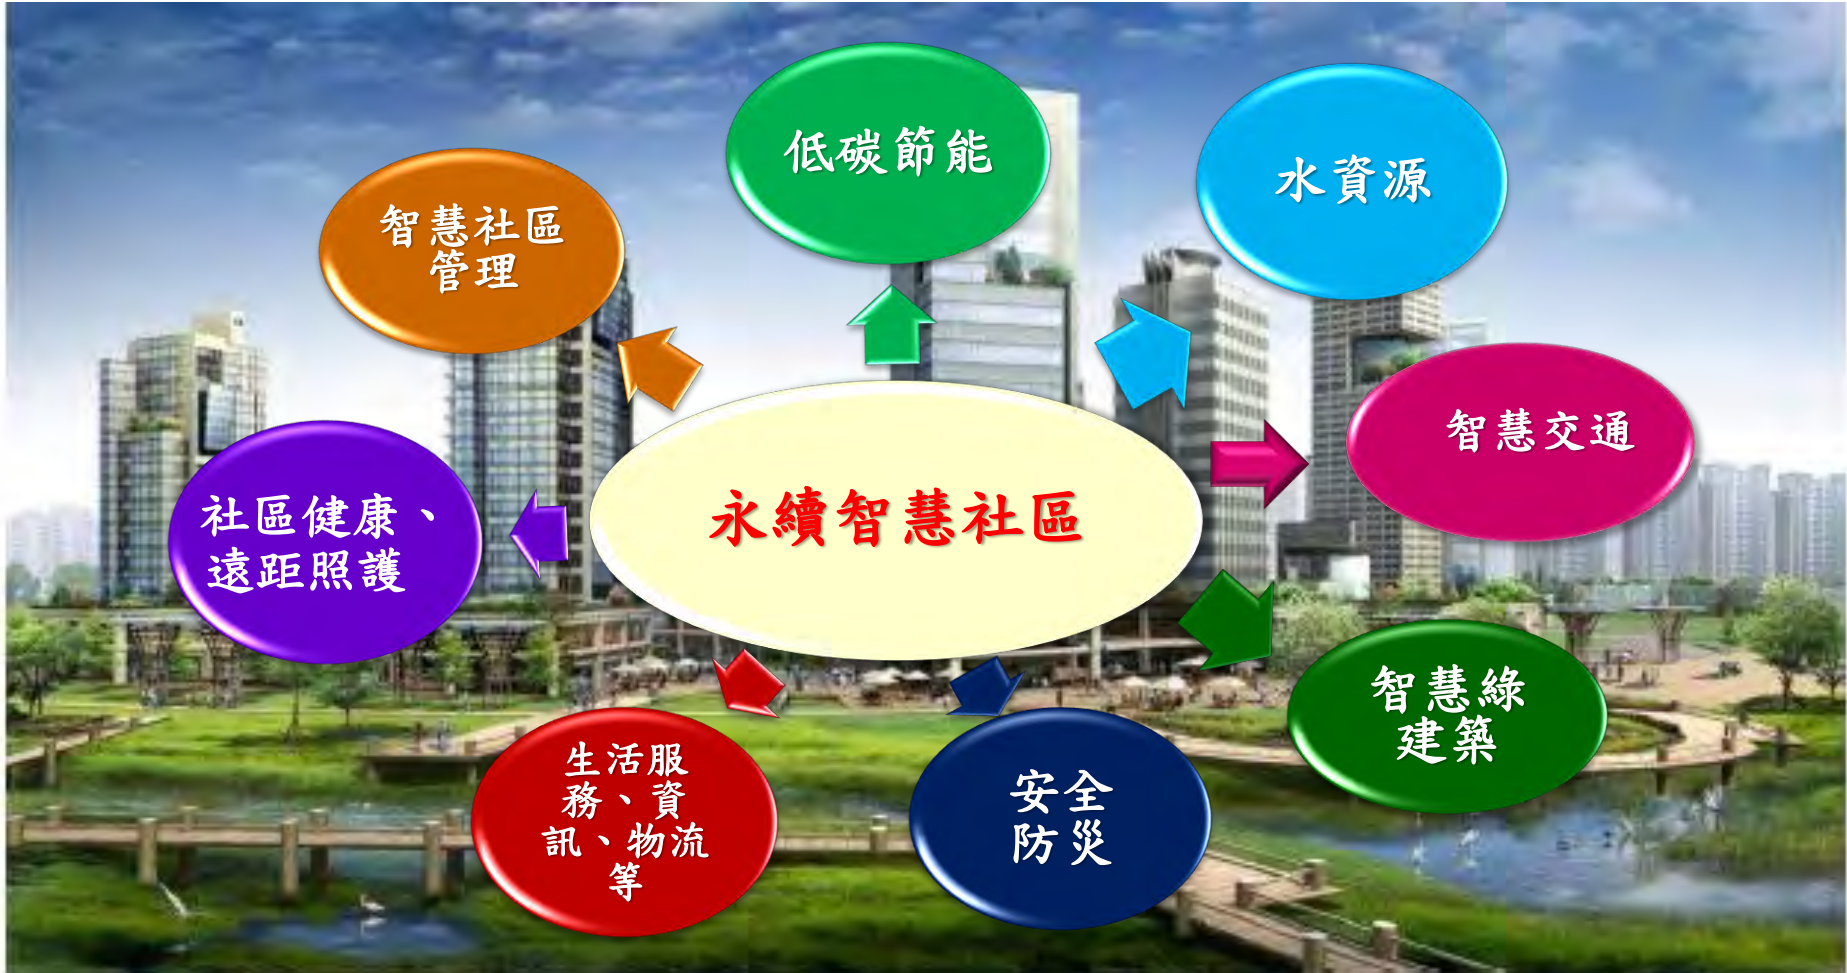 低碳節能
水資源
智慧社區
管理
智慧交通
永續智慧社區
社區健康、
遠距照護
智慧綠
建築
生活服
務、資
訊、物流
等
安全
防災